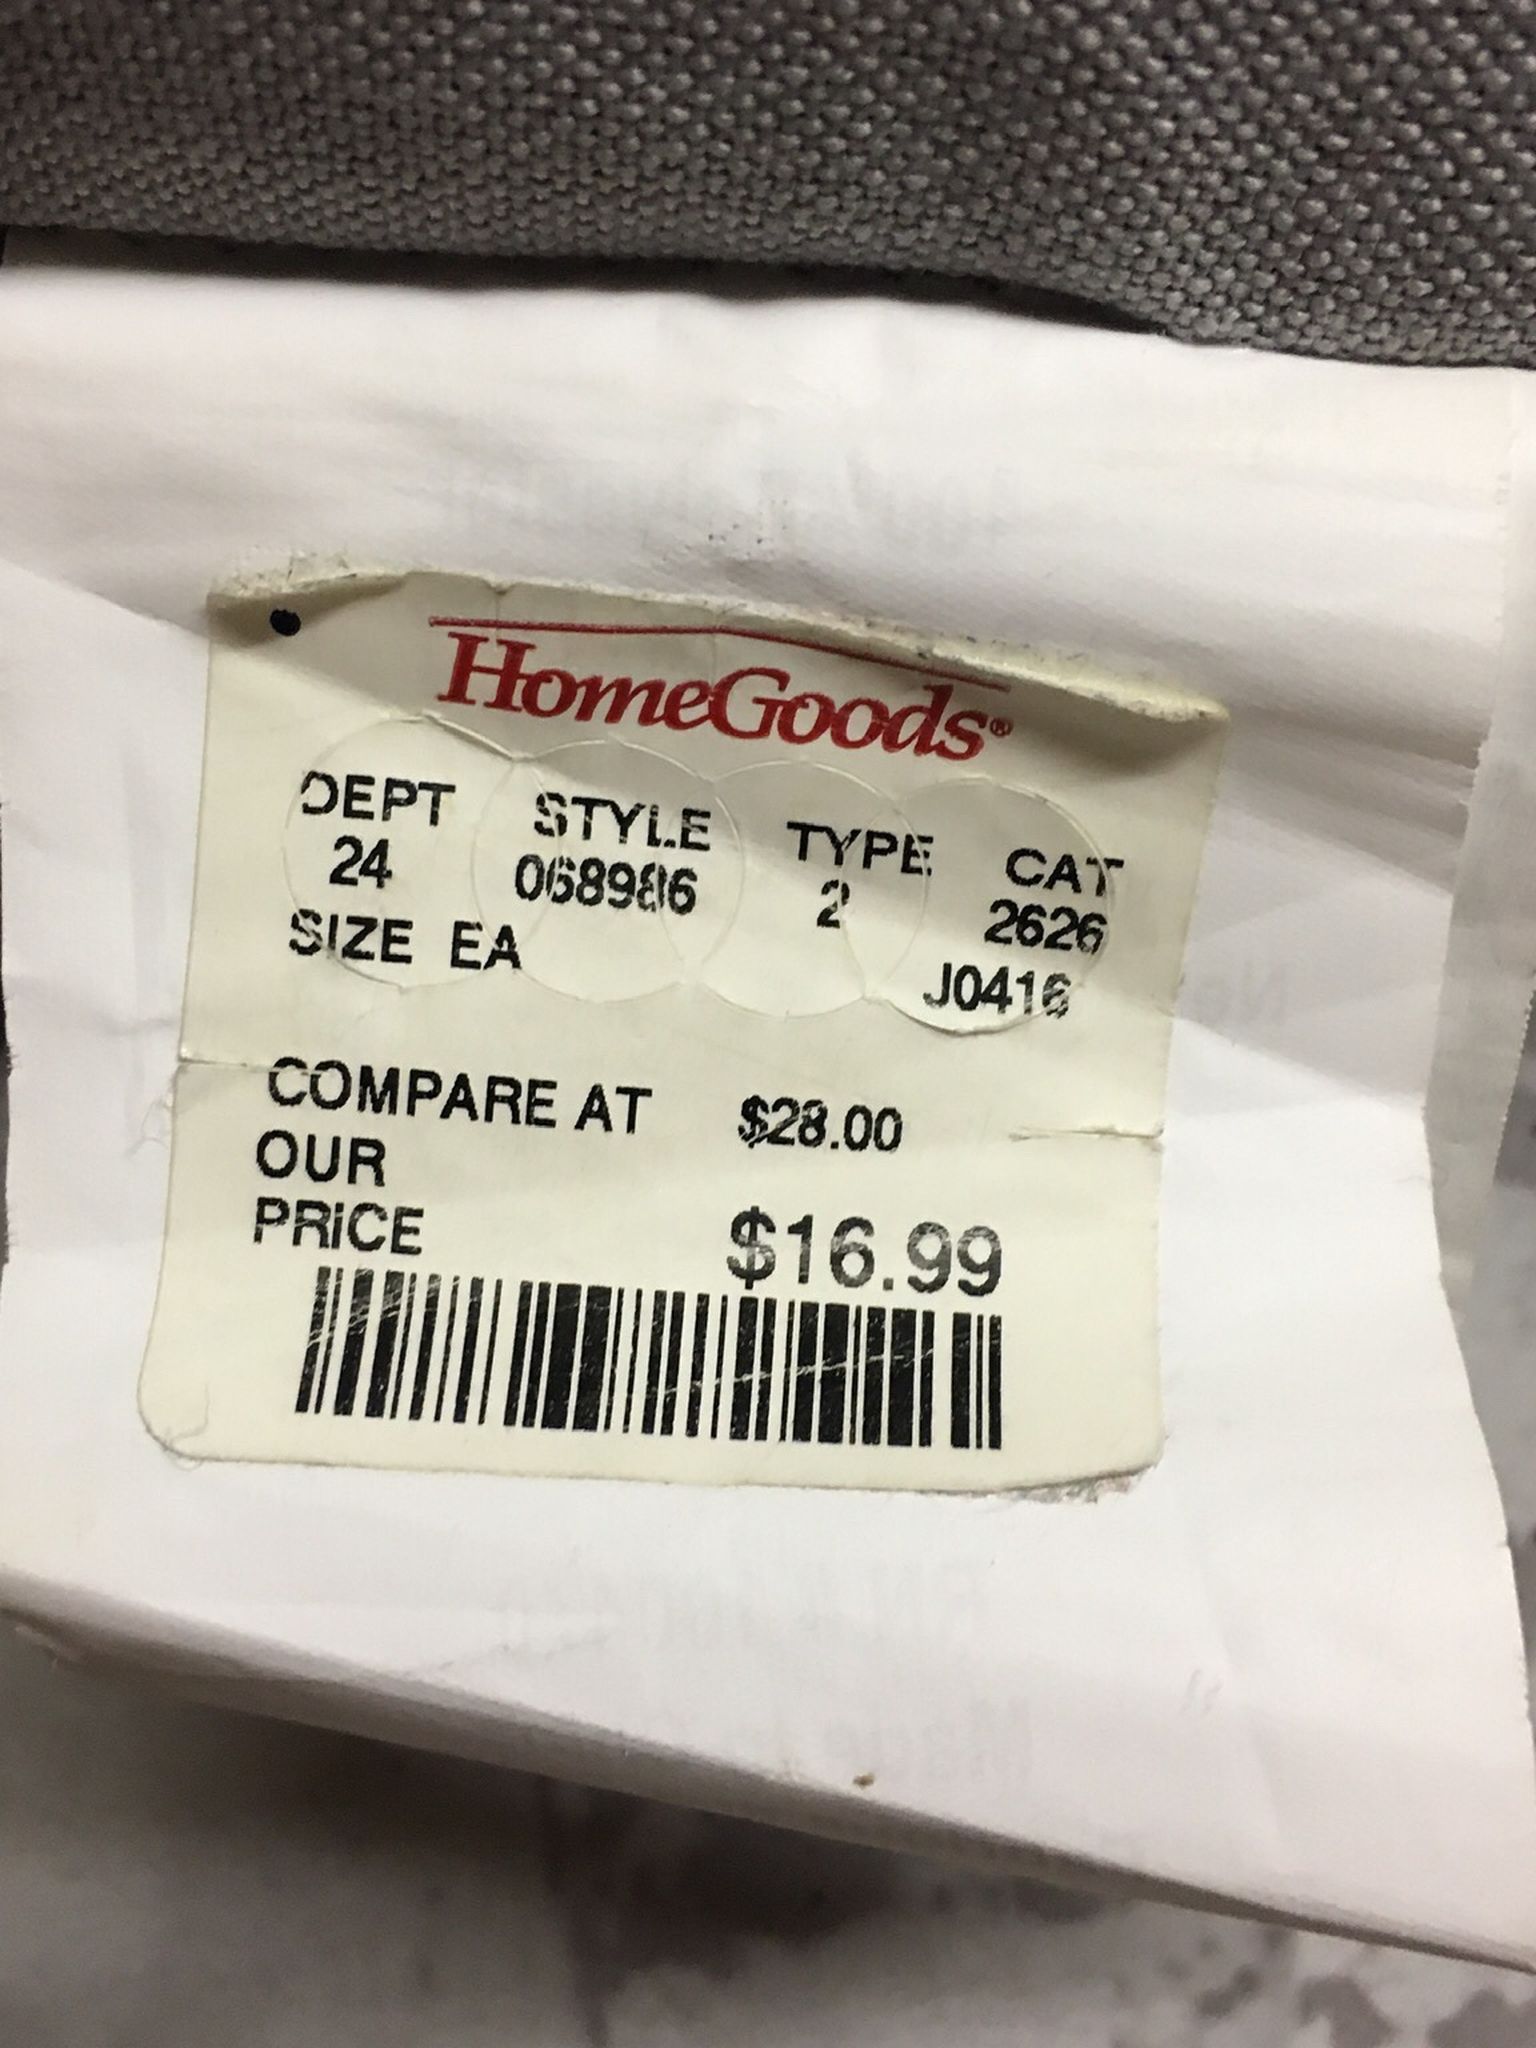 HomeGoods®
DEPT STYLE TYPE CAT
24 068986 2 2626
SIZE EA J0416
COMPARE AT $28.00
OUR
PRICE $16.99